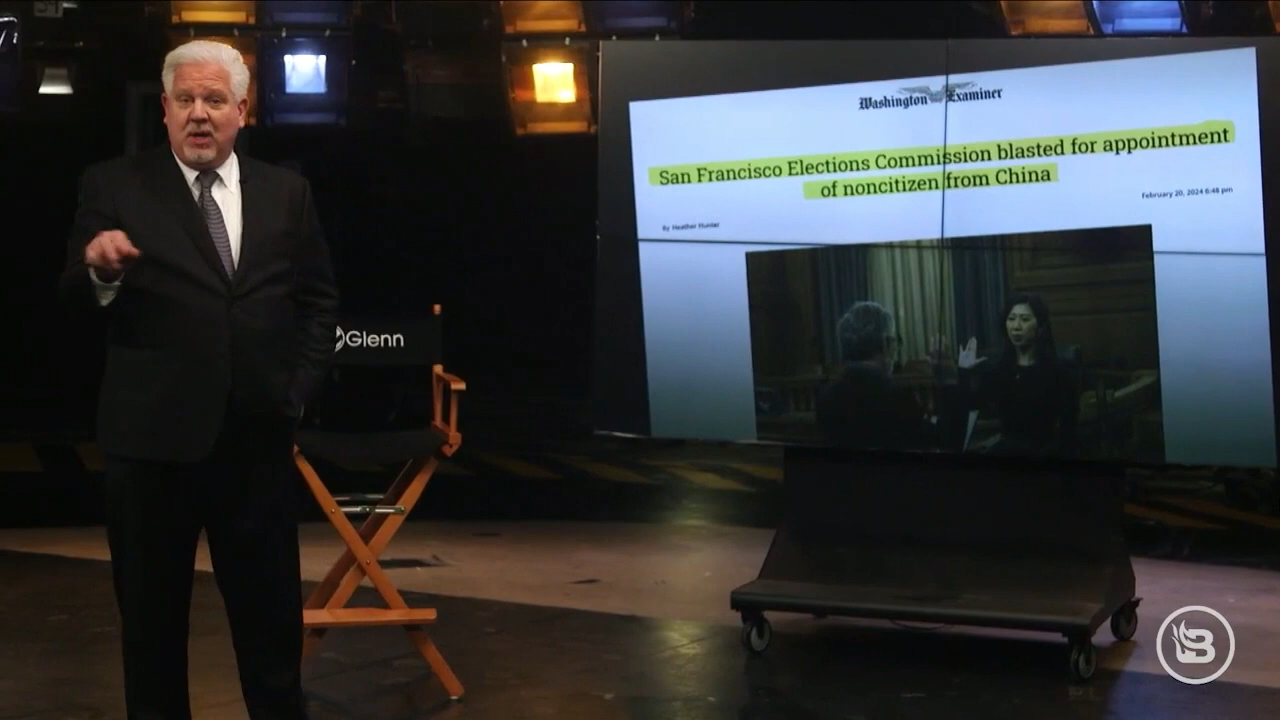 Washington Examiner
San Francisco Elections Commission blasted for appointment
of noncitizen from China
February 20, 2024 6:48 pm
By Heather Hunter
Glenn
B